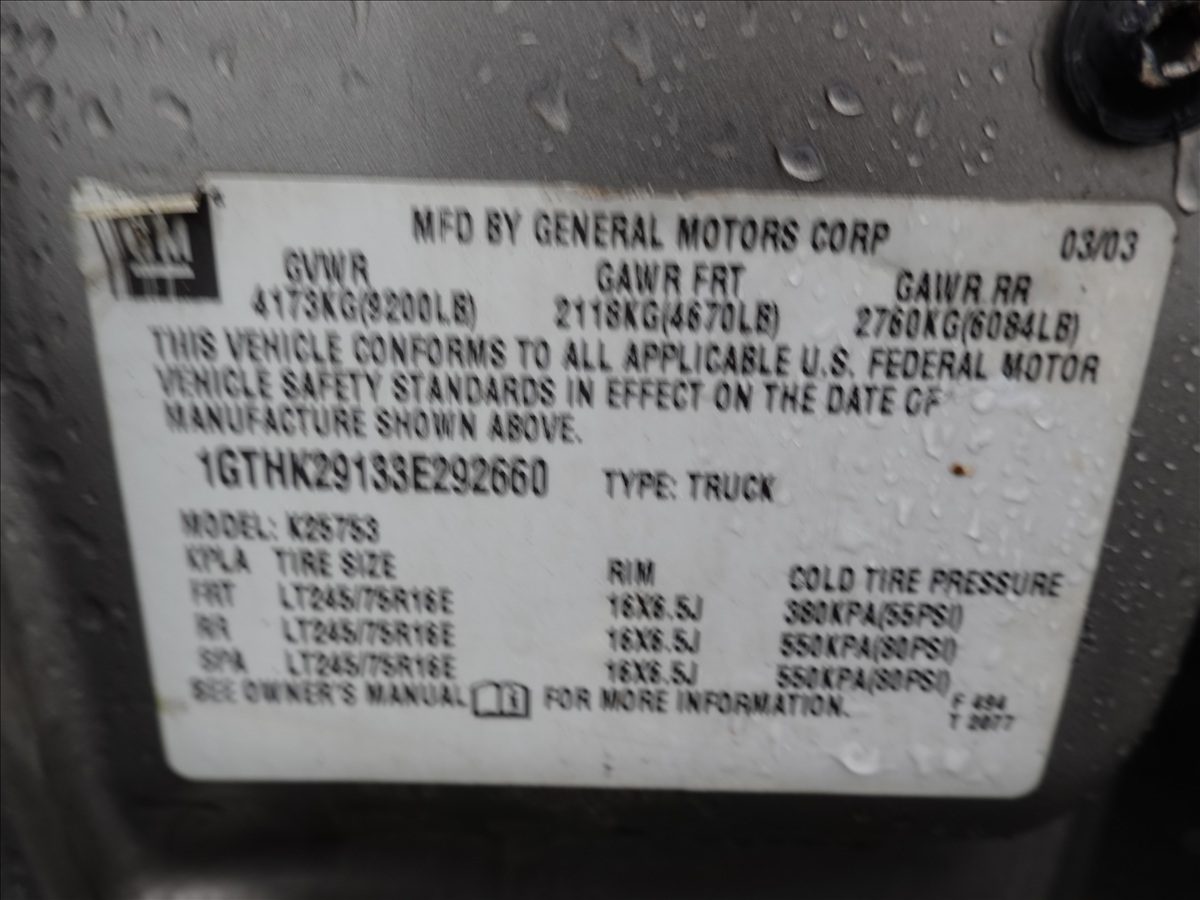 GM
MFD BY GENERAL MOTORS CORP 03/03
GVWR GAWR FRT GAWR RR
4173KG(9200LB) 2118KG(4670LB) 2760KG(6084LB)
THIS VEHICLE CONFORMS TO ALL APPLICABLE U.S. FEDERAL MOTOR
VEHICLE SAFETY STANDARDS IN EFFECT ON THE DATE OF
MANUFACTURE SHOWN ABOVE.
1GTHK29133E292660 TYPE: TRUCK
MODEL: K25753
KPLA TIRE SIZE RIM COLD TIRE PRESSURE
FRT LT245/75R16E 16X6.5J 380KPA(55PSI)
RR LT245/75R16E 16X6.5J 550KPA(80PSI)
SPA LT245/75R16E 16X6.5J 550KPA(80PSI)
SEE OWNER'S MANUAL FOR MORE INFORMATION.
F 494
T 2077